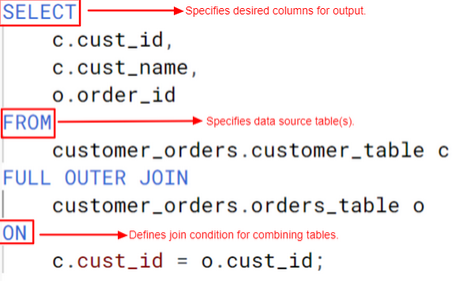 SELECT Specifies desired columns for output.
c.cust_id,
c.cust_name,
o.order_id
FROM Specifies data source table(s).
customer_orders.customer_table c
FULL OUTER JOIN
customer_orders.orders_table o
ON Defines join condition for combining tables.
c.cust_id = o.cust_id;